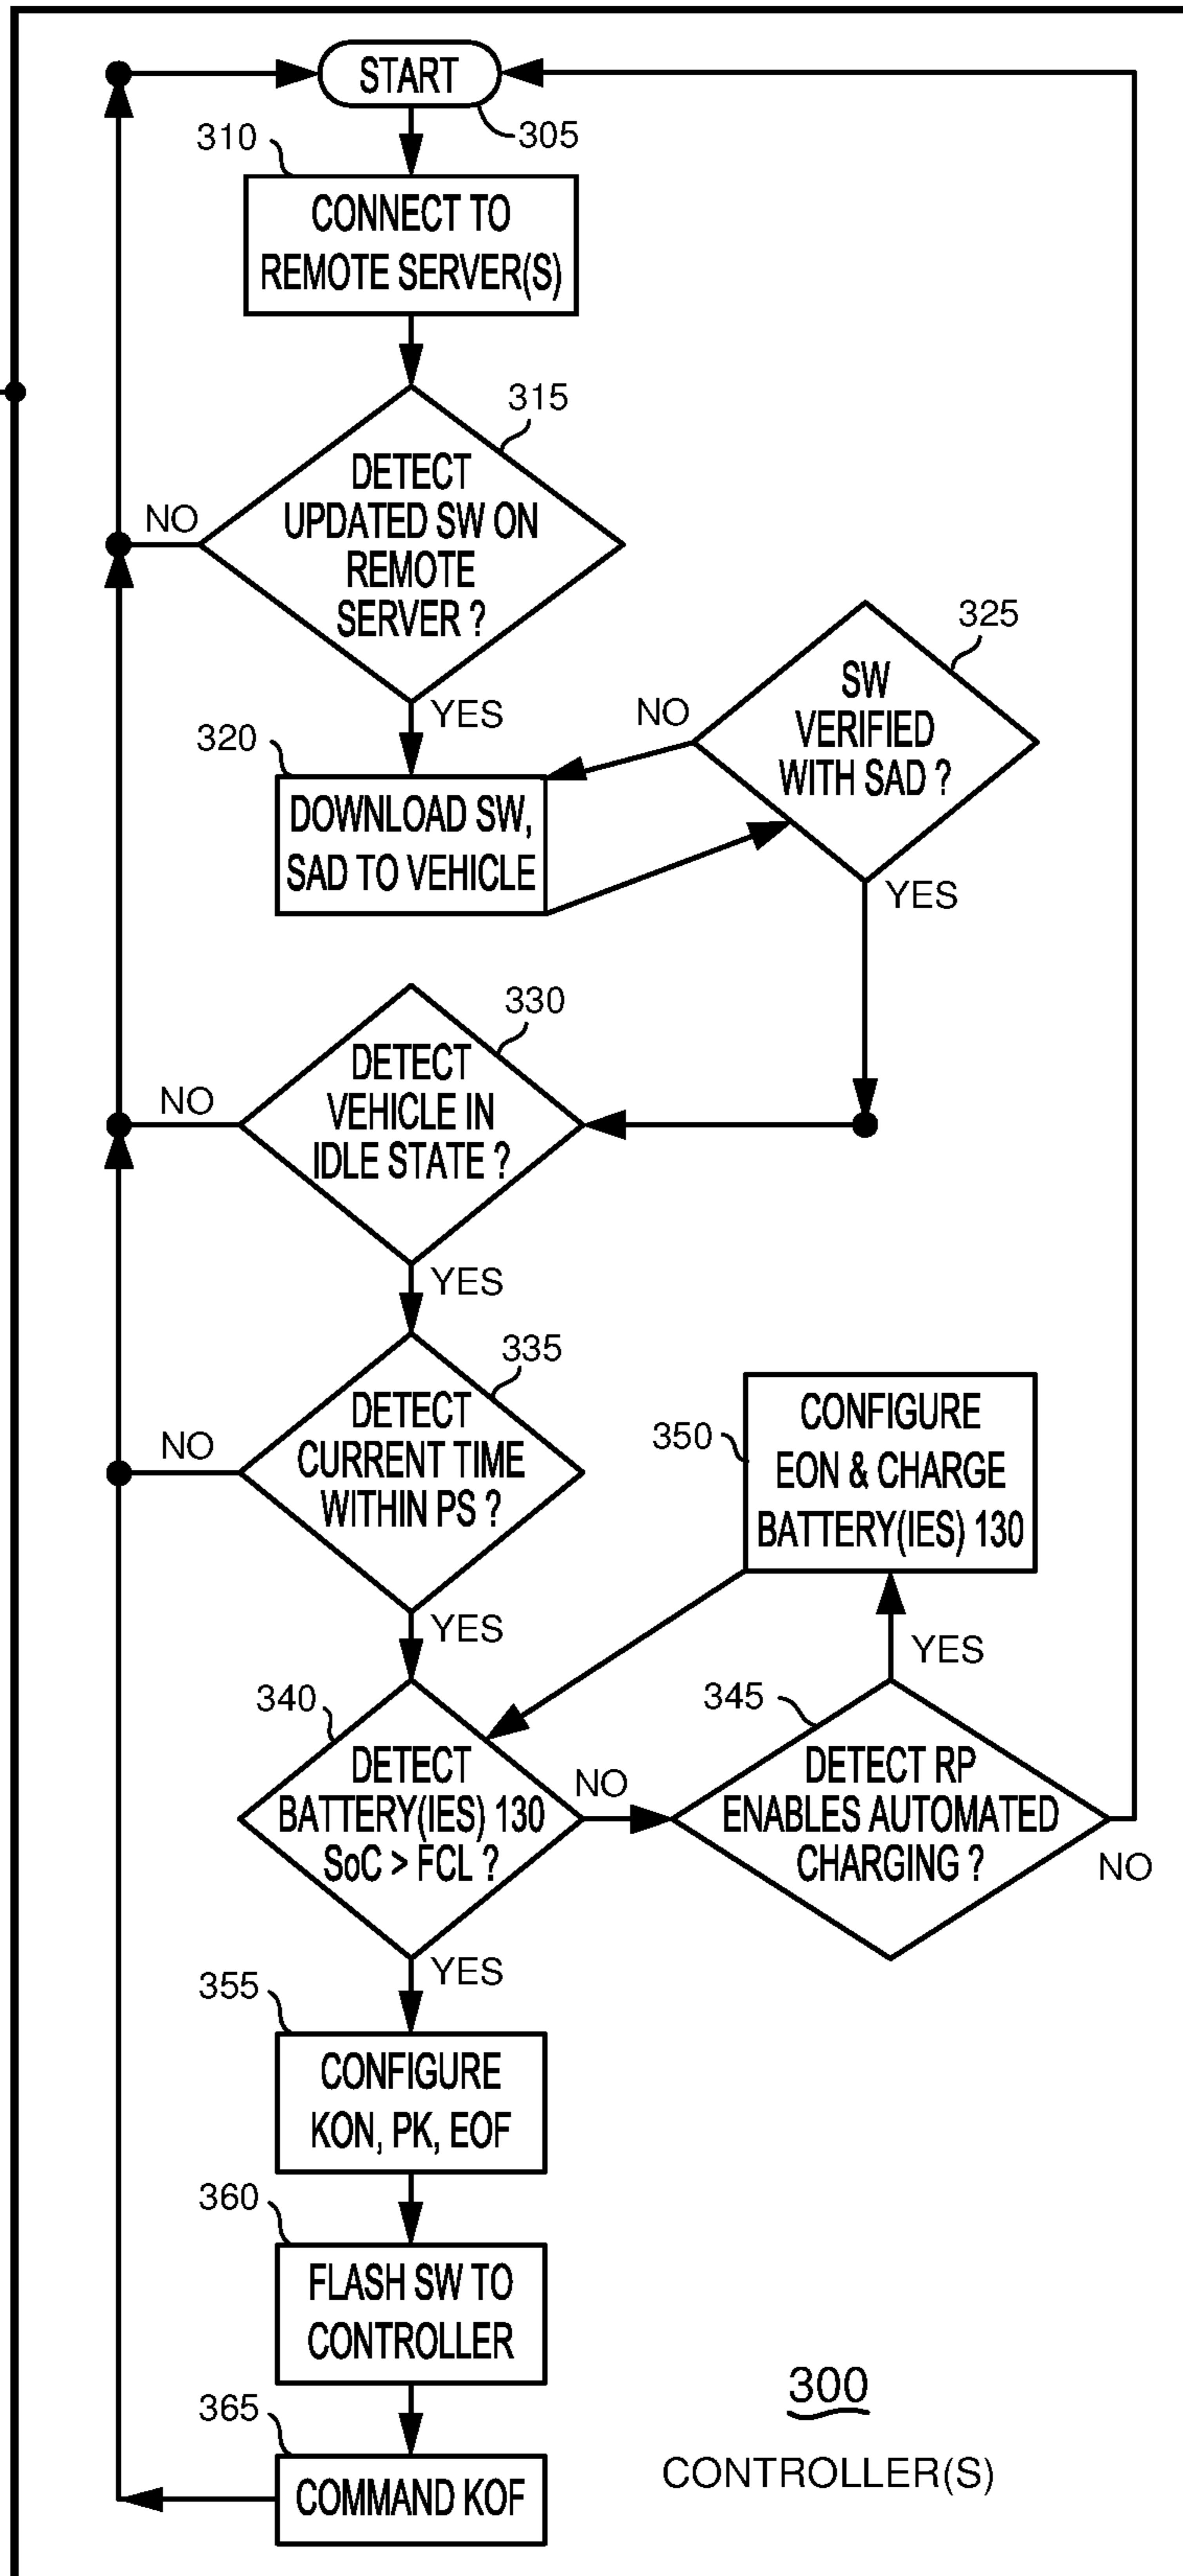 START
305
310
CONNECT TO
REMOTE SERVER(S)
315
DETECT
UPDATED SW ON
REMOTE
SERVER ?
NO
YES
325
SW
VERIFIED
WITH SAD ?
NO
YES
320
DOWNLOAD SW,
SAD TO VEHICLE
330
DETECT
VEHICLE IN
IDLE STATE ?
NO
YES
335
DETECT
CURRENT TIME
WITHIN PS ?
NO
YES
350
CONFIGURE
EON & CHARGE
BATTERY(IES) 130
YES
340
DETECT
BATTERY(IES) 130
SoC > FCL ?
NO
YES
345
DETECT RP
ENABLES AUTOMATED
CHARGING ?
NO
355
CONFIGURE
KON, PK, EOF
360
FLASH SW TO
CONTROLLER
365
COMMAND KOF
300
CONTROLLER(S)